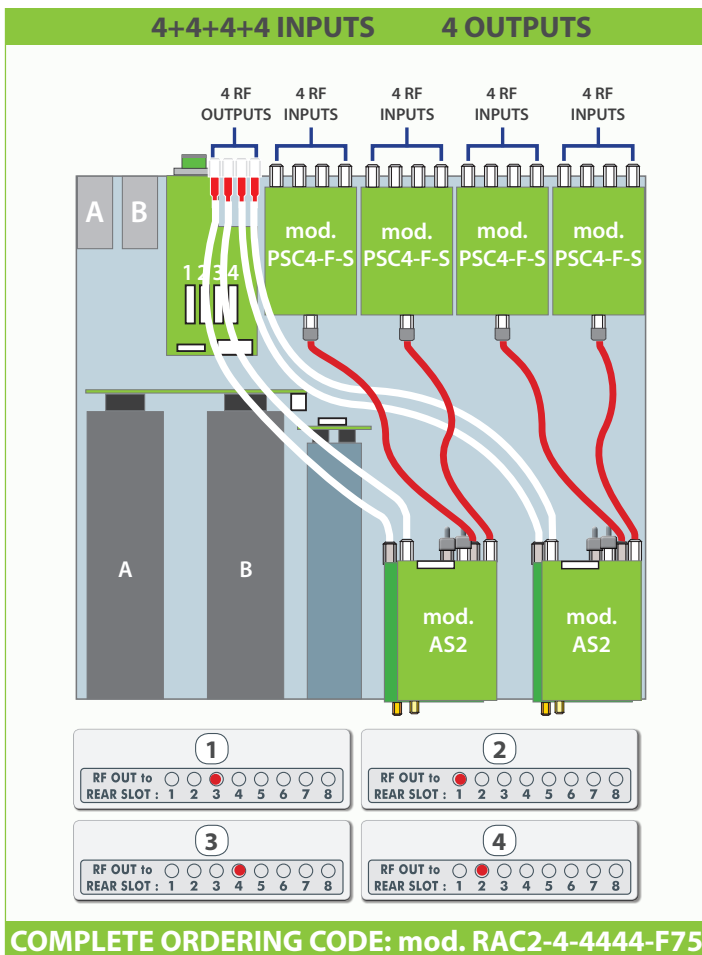 4+4+4+4 INPUTS 4 OUTPUTS
4 RF OUTPUTS
4 RF INPUTS
4 RF INPUTS
4 RF INPUTS
4 RF INPUTS
A B
1 2 3 4
mod. PSC4-F-S
mod. PSC4-F-S
mod. PSC4-F-S
mod. PSC4-F-S
A B
mod. AS2
mod. AS2
1
RF OUT to
REAR SLOT : 1 2 3 4 5 6 7 8
2
RF OUT to
REAR SLOT : 1 2 3 4 5 6 7 8
3
RF OUT to
REAR SLOT : 1 2 3 4 5 6 7 8
4
RF OUT to
REAR SLOT : 1 2 3 4 5 6 7 8
COMPLETE ORDERING CODE: mod. RAC2-4-4444-F75